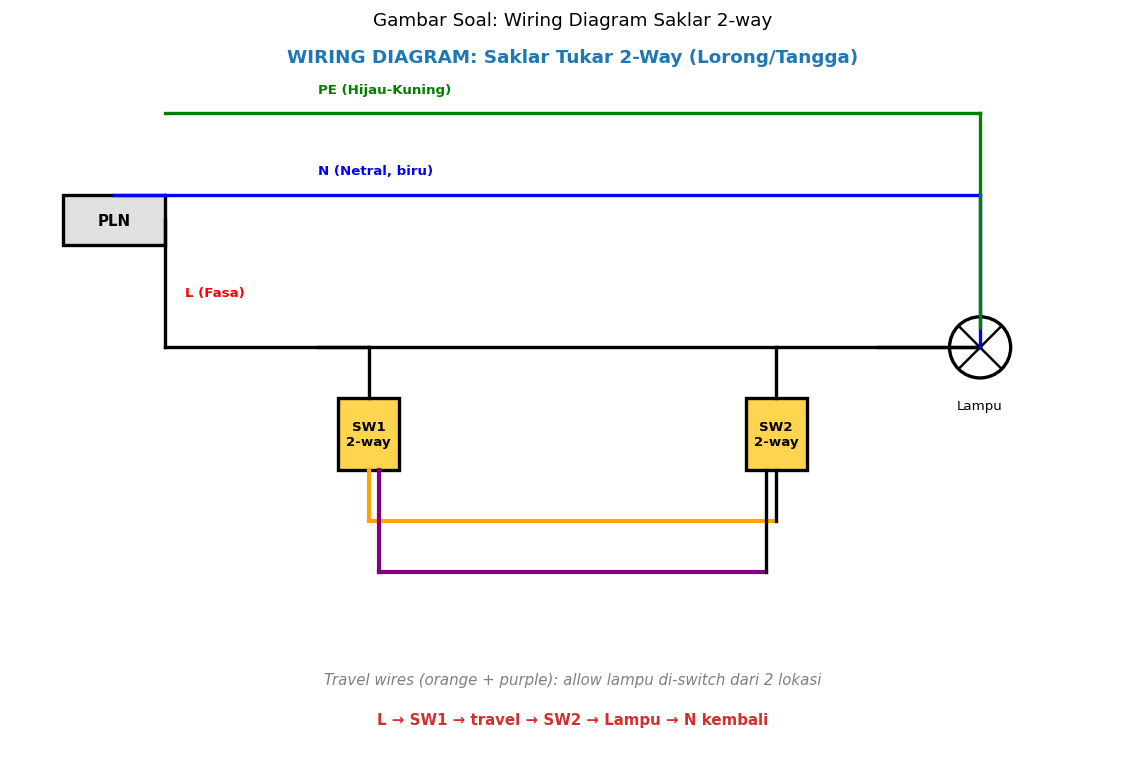 Gambar Soal: Wiring Diagram Saklar 2-way
WIRING DIAGRAM: Saklar Tukar 2-Way (Lorong/Tangga)
PE (Hijau-Kuning)
N (Netral, biru)
PLN
L (Fasa)
Lampu
SW1
2-way
SW2
2-way
Travel wires (orange + purple): allow lampu di-switch dari 2 lokasi
L → SW1 → travel → SW2 → Lampu → N kembali